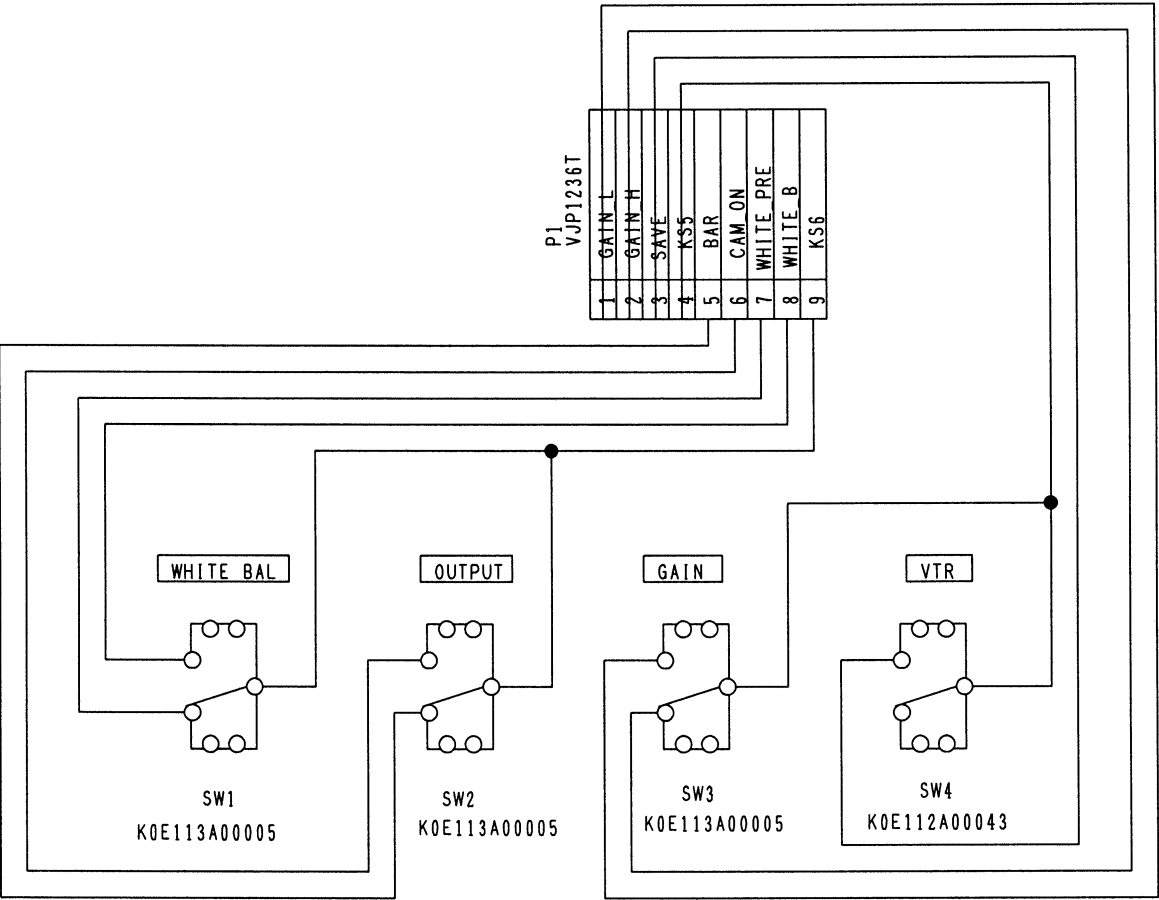 P1
VJP1236T
1 GAIN_L
2 GAIN_H
3 SAVE
4 KS5
5 BAR
6 CAM_ON
7 WHITE_PRE
8 WHITE_B
9 KS6
WHITE BAL
OUTPUT
GAIN
VTR
SW1
K0E113A00005
SW2
K0E113A00005
SW3
K0E113A00005
SW4
K0E112A00043